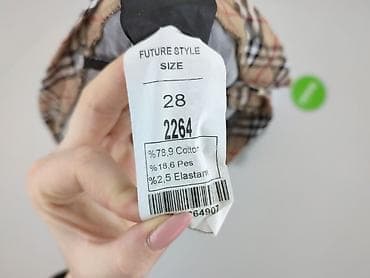 FUTURE STYLE
SIZE
28
2264
%78,9 Cotton
%18,6 Pes
%2,5 Elastan